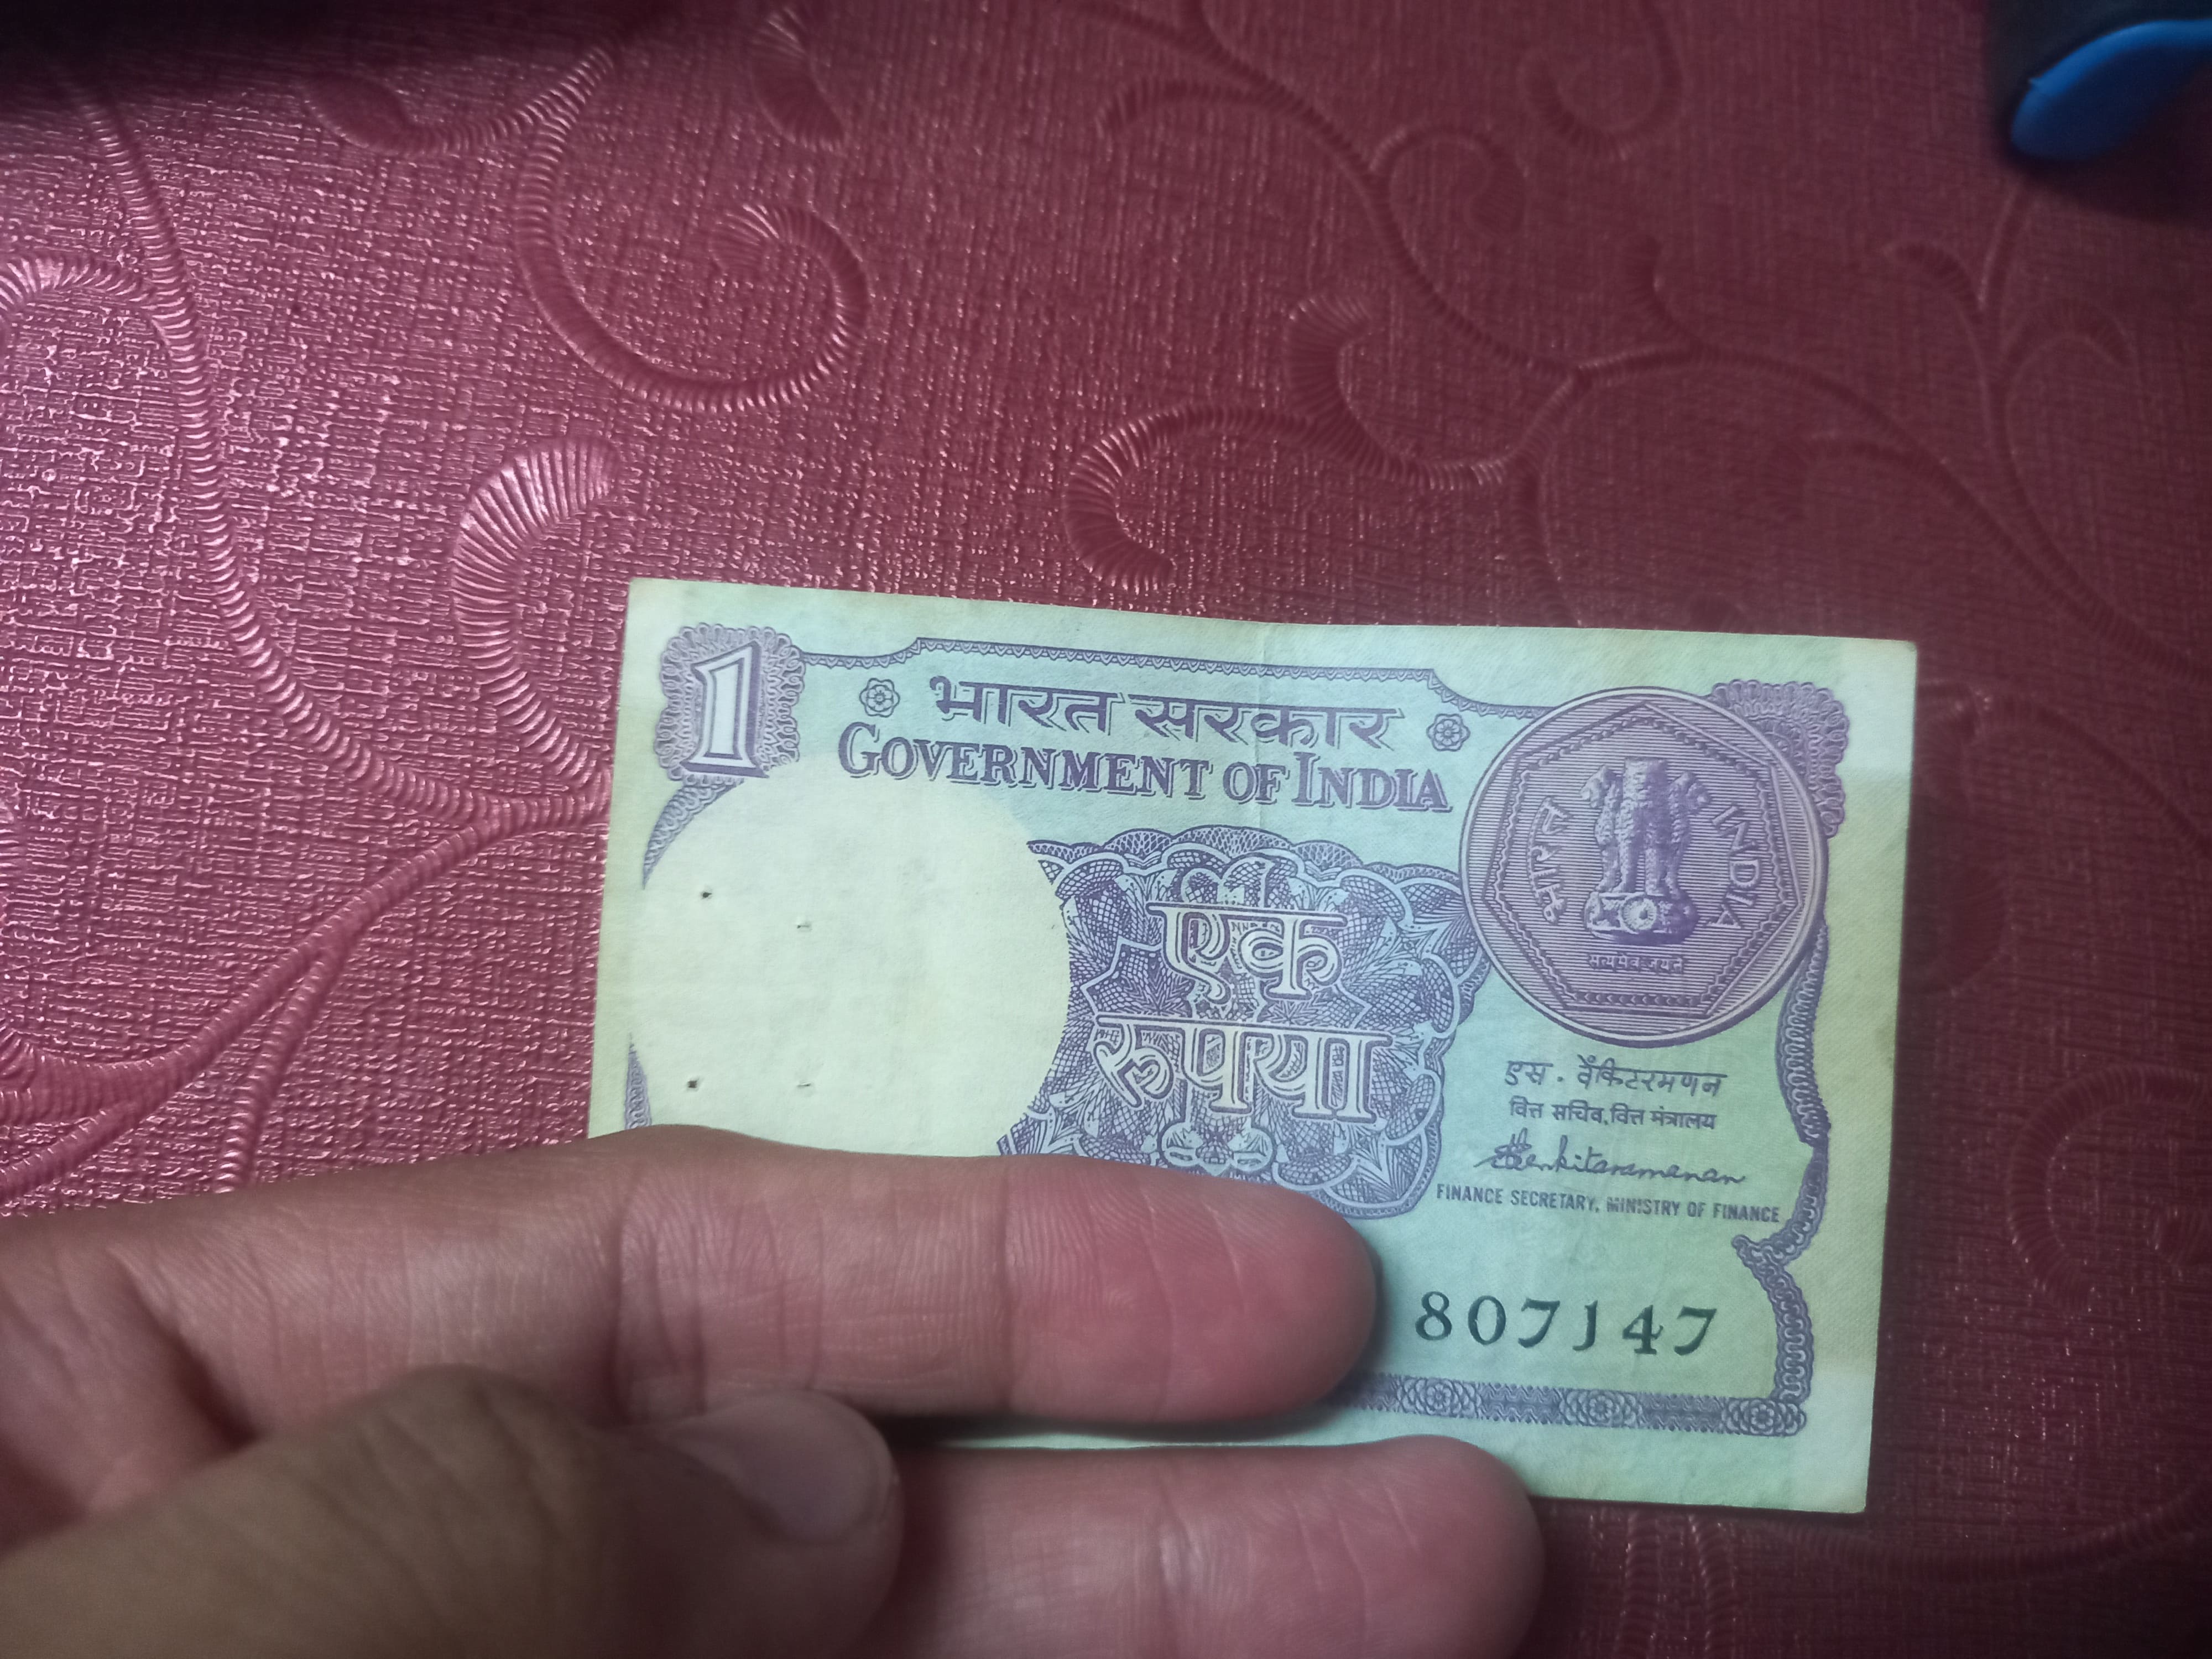 1
भारत सरकार
GOVERNMENT OF INDIA
भारत
INDIA
सत्यमेव जयते
एक
रूपया
एस. वेंकिटरमणन
वित्त सचिव, वित्त मंत्रालय
S Venkitaramanan
FINANCE SECRETARY, MINISTRY OF FINANCE
807147